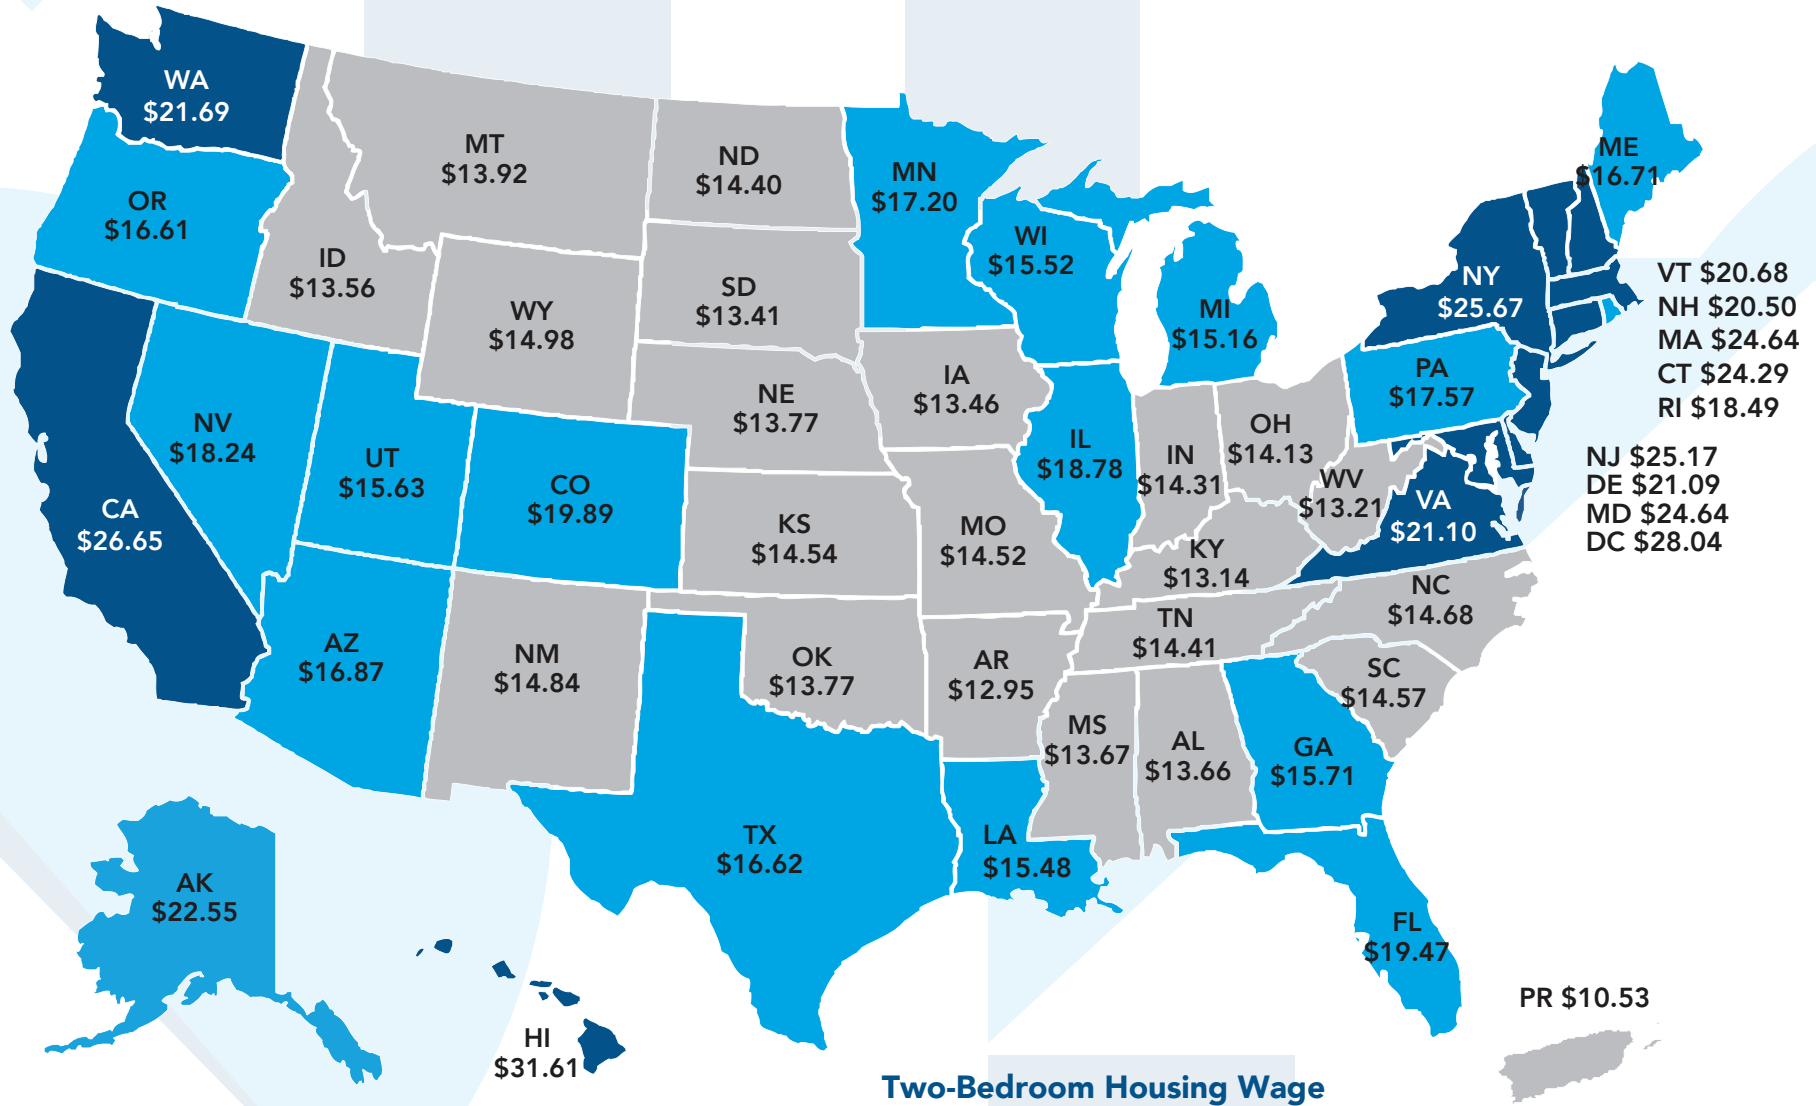 WA
$21.69
MT
$13.92
ND
$14.40
MN
$17.20
ME
$16.71
OR
$16.61
ID
$13.56
WY
$14.98
SD
$13.41
WI
$15.52
MI
$15.16
NY
$25.67
VT $20.68
NH $20.50
MA $24.64
CT $24.29
RI $18.49
NV
$18.24
UT
$15.63
CO
$19.89
NE
$13.77
IA
$13.46
IL
$18.78
IN
$14.31
OH
$14.13
PA
$17.57
WV
$13.21
VA
$21.10
NJ $25.17
DE $21.09
MD $24.64
DC $28.04
CA
$26.65
KS
$14.54
MO
$14.52
KY
$13.14
NC
$14.68
AZ
$16.87
NM
$14.84
OK
$13.77
AR
$12.95
TN
$14.41
SC
$14.57
MS
$13.67
AL
$13.66
GA
$15.71
TX
$16.62
LA
$15.48
AK
$22.55
FL
$19.47
HI
$31.61
PR $10.53
Two-Bedroom Housing Wage